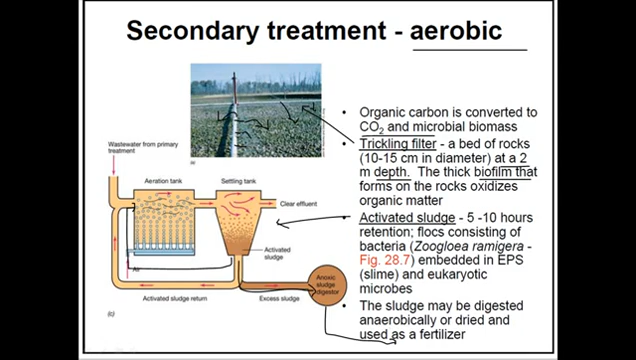 Secondary treatment - aerobic
• Organic carbon is converted to
CO2 and microbial biomass
• Trickling filter - a bed of rocks
(10-15 cm in diameter) at a 2
m depth. The thick biofilm that
forms on the rocks oxidizes
organic matter
• Activated sludge - 5 -10 hours
retention; flocs consisting of
bacteria (Zoogloea ramigera -
Fig. 28.7) embedded in EPS
(slime) and eukaryotic
microbes
• The sludge may be digested
anaerobically or dried and
used as a fertilizer
Wastewater from primary
treatment
Aeration tank
Settling tank
Clear effluent
Activated
sludge
Air
Anoxic
sludge
digestor
Activated sludge return
Excess sludge
(c)